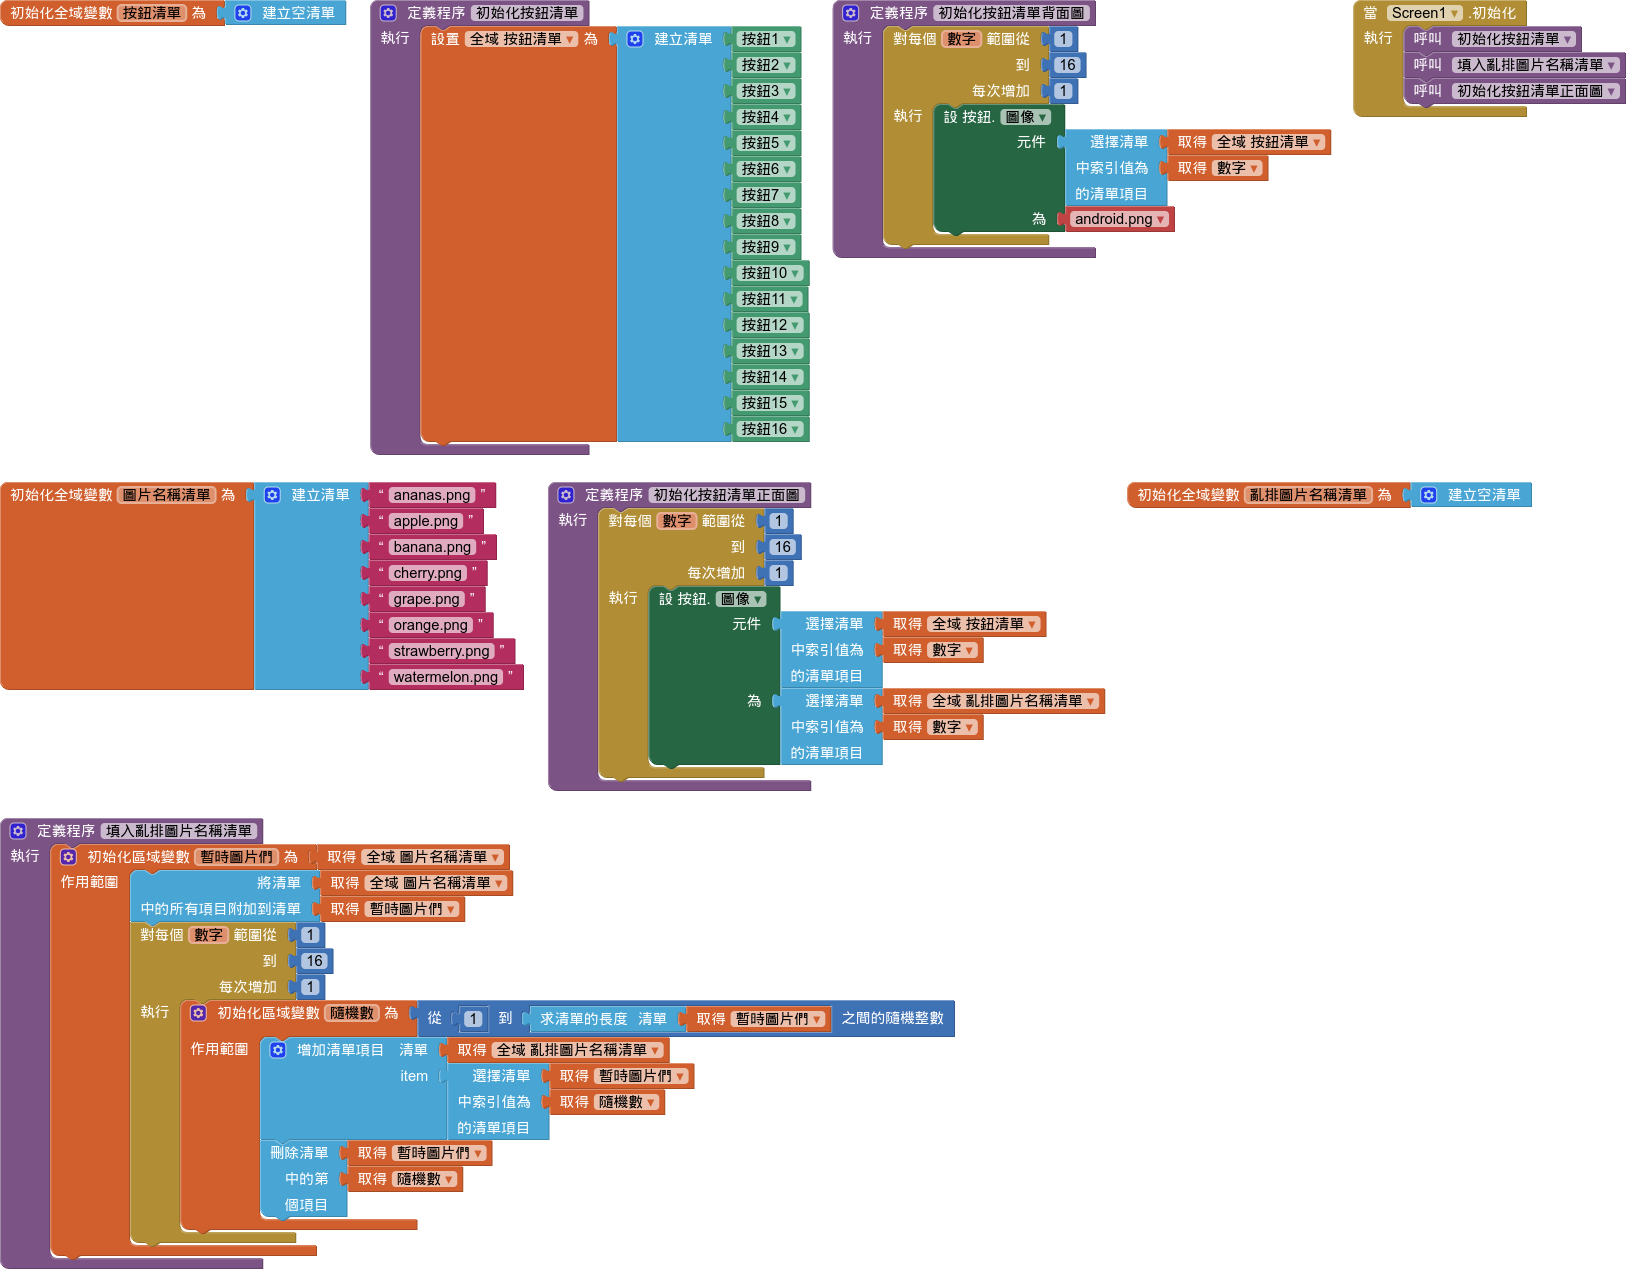 初始化全域變數 按鈕清單 為 建立空清單
定義程序 初始化按鈕清單
執行 設置 全域 按鈕清單 為 建立清單 按鈕1
按鈕2
按鈕3
按鈕4
按鈕5
按鈕6
按鈕7
按鈕8
按鈕9
按鈕10
按鈕11
按鈕12
按鈕13
按鈕14
按鈕15
按鈕16
定義程序 初始化按鈕清單背面圖
執行 對每個 數字 範圍從 1
到 16
每次增加 1
執行 設 按鈕. 圖像
元件 選擇清單 取得 全域 按鈕清單
中索引值為 取得 數字
的清單項目
為 android.png
當 Screen1 .初始化
執行 呼叫 初始化按鈕清單
呼叫 填入亂排圖片名稱清單
呼叫 初始化按鈕清單正面圖
初始化全域變數 圖片名稱清單 為 建立清單 “ ananas.png ”
“ apple.png ”
“ banana.png ”
“ cherry.png ”
“ grape.png ”
“ orange.png ”
“ strawberry.png ”
“ watermelon.png ”
定義程序 初始化按鈕清單正面圖
執行 對每個 數字 範圍從 1
到 16
每次增加 1
執行 設 按鈕. 圖像
元件 選擇清單 取得 全域 按鈕清單
中索引值為 取得 數字
的清單項目
為 選擇清單 取得 全域 亂排圖片名稱清單
中索引值為 取得 數字
的清單項目
初始化全域變數 亂排圖片名稱清單 為 建立空清單
定義程序 填入亂排圖片名稱清單
執行 初始化區域變數 暫時圖片們 為 取得 全域 圖片名稱清單
作用範圍 將清單 取得 全域 圖片名稱清單
中的所有項目附加到清單 取得 暫時圖片們
對每個 數字 範圍從 1
到 16
每次增加 1
執行 初始化區域變數 隨機數 為 從 1 到 求清單的長度 清單 取得 暫時圖片們 之間的隨機整數
作用範圍 增加清單項目 清單 取得 全域 亂排圖片名稱清單
item 選擇清單 取得 暫時圖片們
中索引值為 取得 隨機數
的清單項目
刪除清單 取得 暫時圖片們
中的第 取得 隨機數
個項目